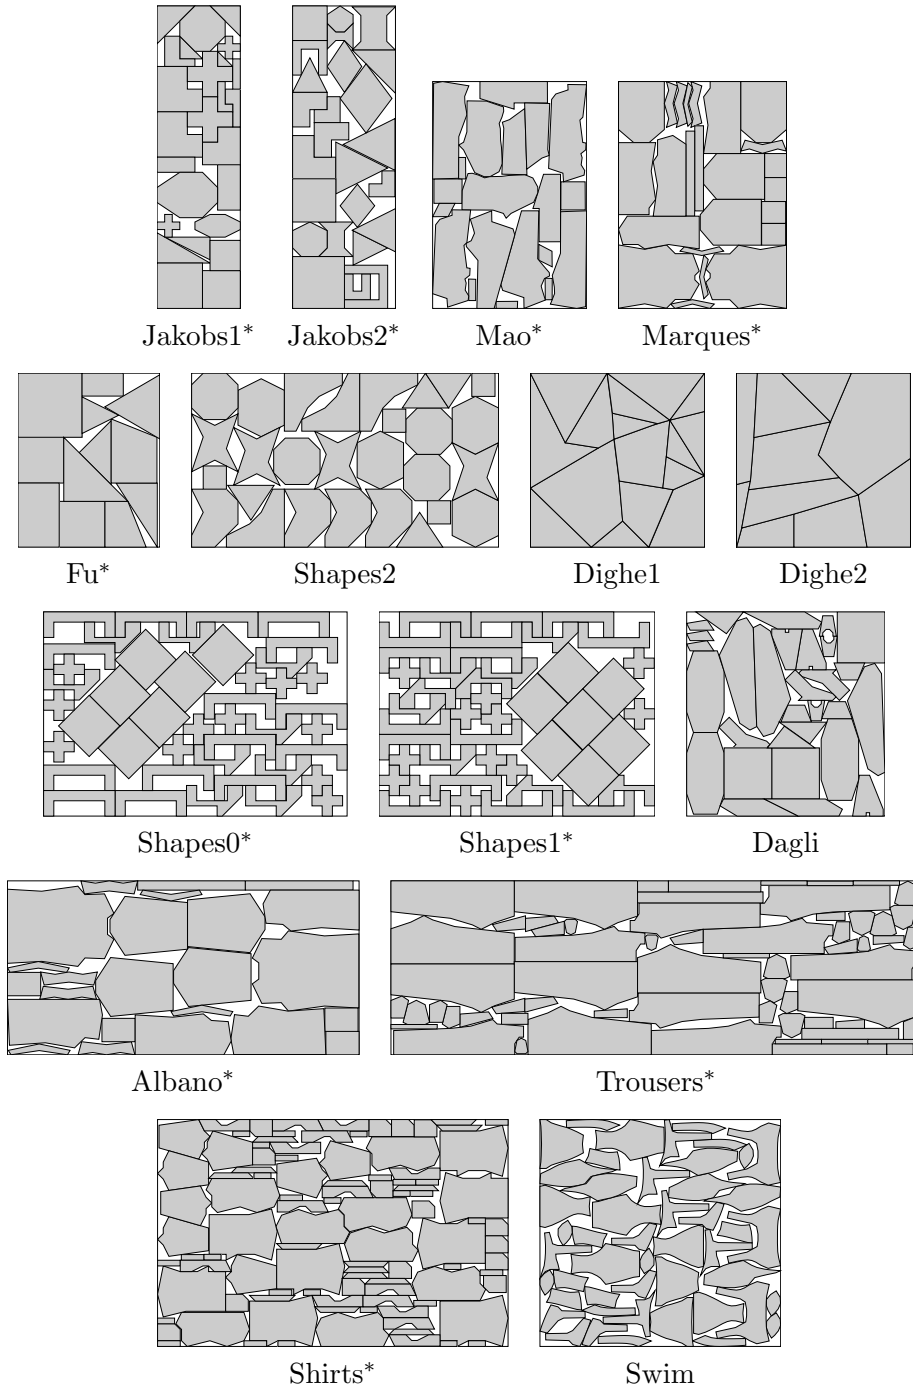 Jakobs1* Jakobs2* Mao* Marques*
Fu* Shapes2 Dighe1 Dighe2
Shapes0* Shapes1* Dagli
Albano* Trousers*
Shirts* Swim